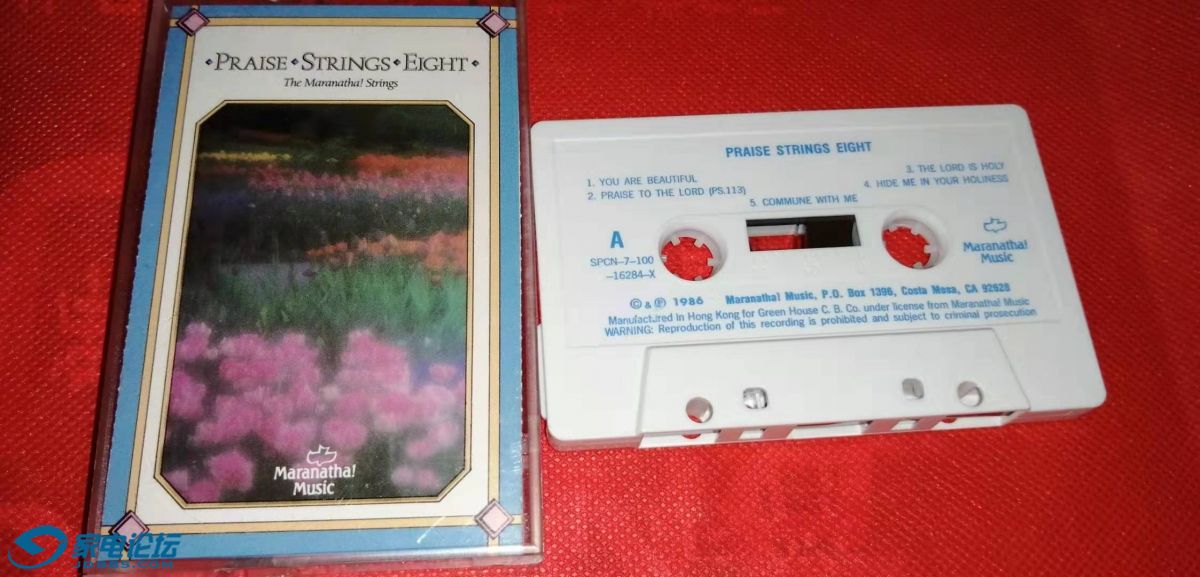 PRAISE STRINGS EIGHT
The Maranatha! Strings
Maranatha!
Music
PRAISE STRINGS EIGHT
1. YOU ARE BEAUTIFUL
2. PRAISE TO THE LORD (PS.113)
3. THE LORD IS HOLY
4. HIDE ME IN YOUR HOLINESS
5. COMMUNE WITH ME
A
SPCN-7-100
-16284-X
Maranatha!
Music
© & ℗ 1986 Maranatha! Music, P.O. Box 1396, Costa Mesa, CA 92628
Manufactured in Hong Kong for Green House C. B. Co. under license from Maranatha! Music
WARNING: Reproduction of this recording is prohibited and subject to criminal prosecution
家电论坛
JDBBS.COM